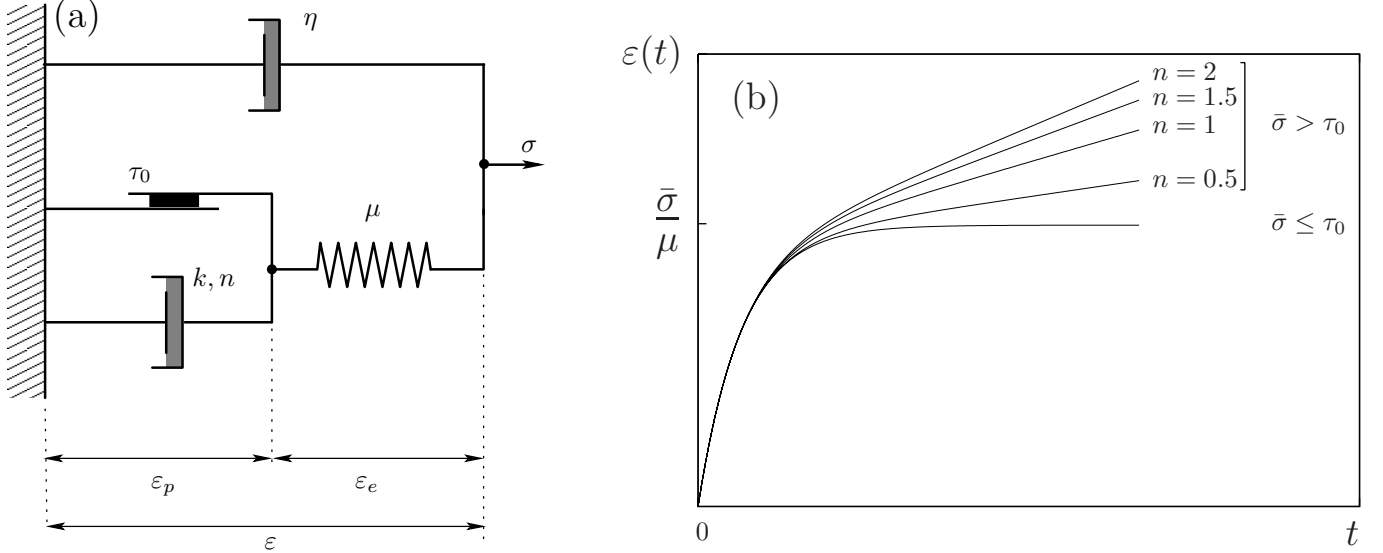 (a)
η
σ
τ₀
μ
k, n
εₚ
εₑ
ε
ε(t)
(b)
n = 2
n = 1.5
n = 1
n = 0.5
σ̄ > τ₀
σ̄ ≤ τ₀
σ̄
μ
0
t